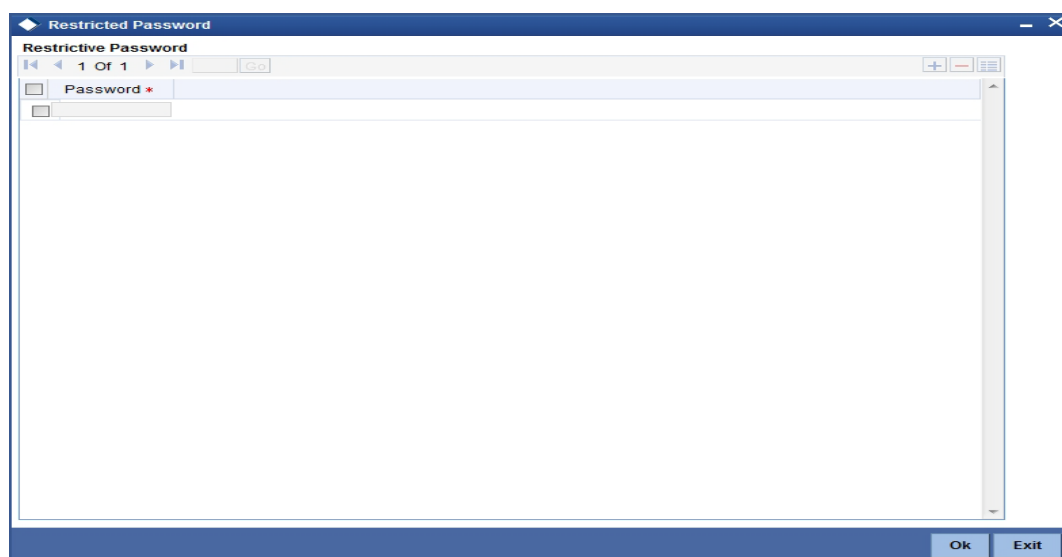 Restricted Password
Restrictive Password
1 Of 1 Go
Password *
Ok Exit